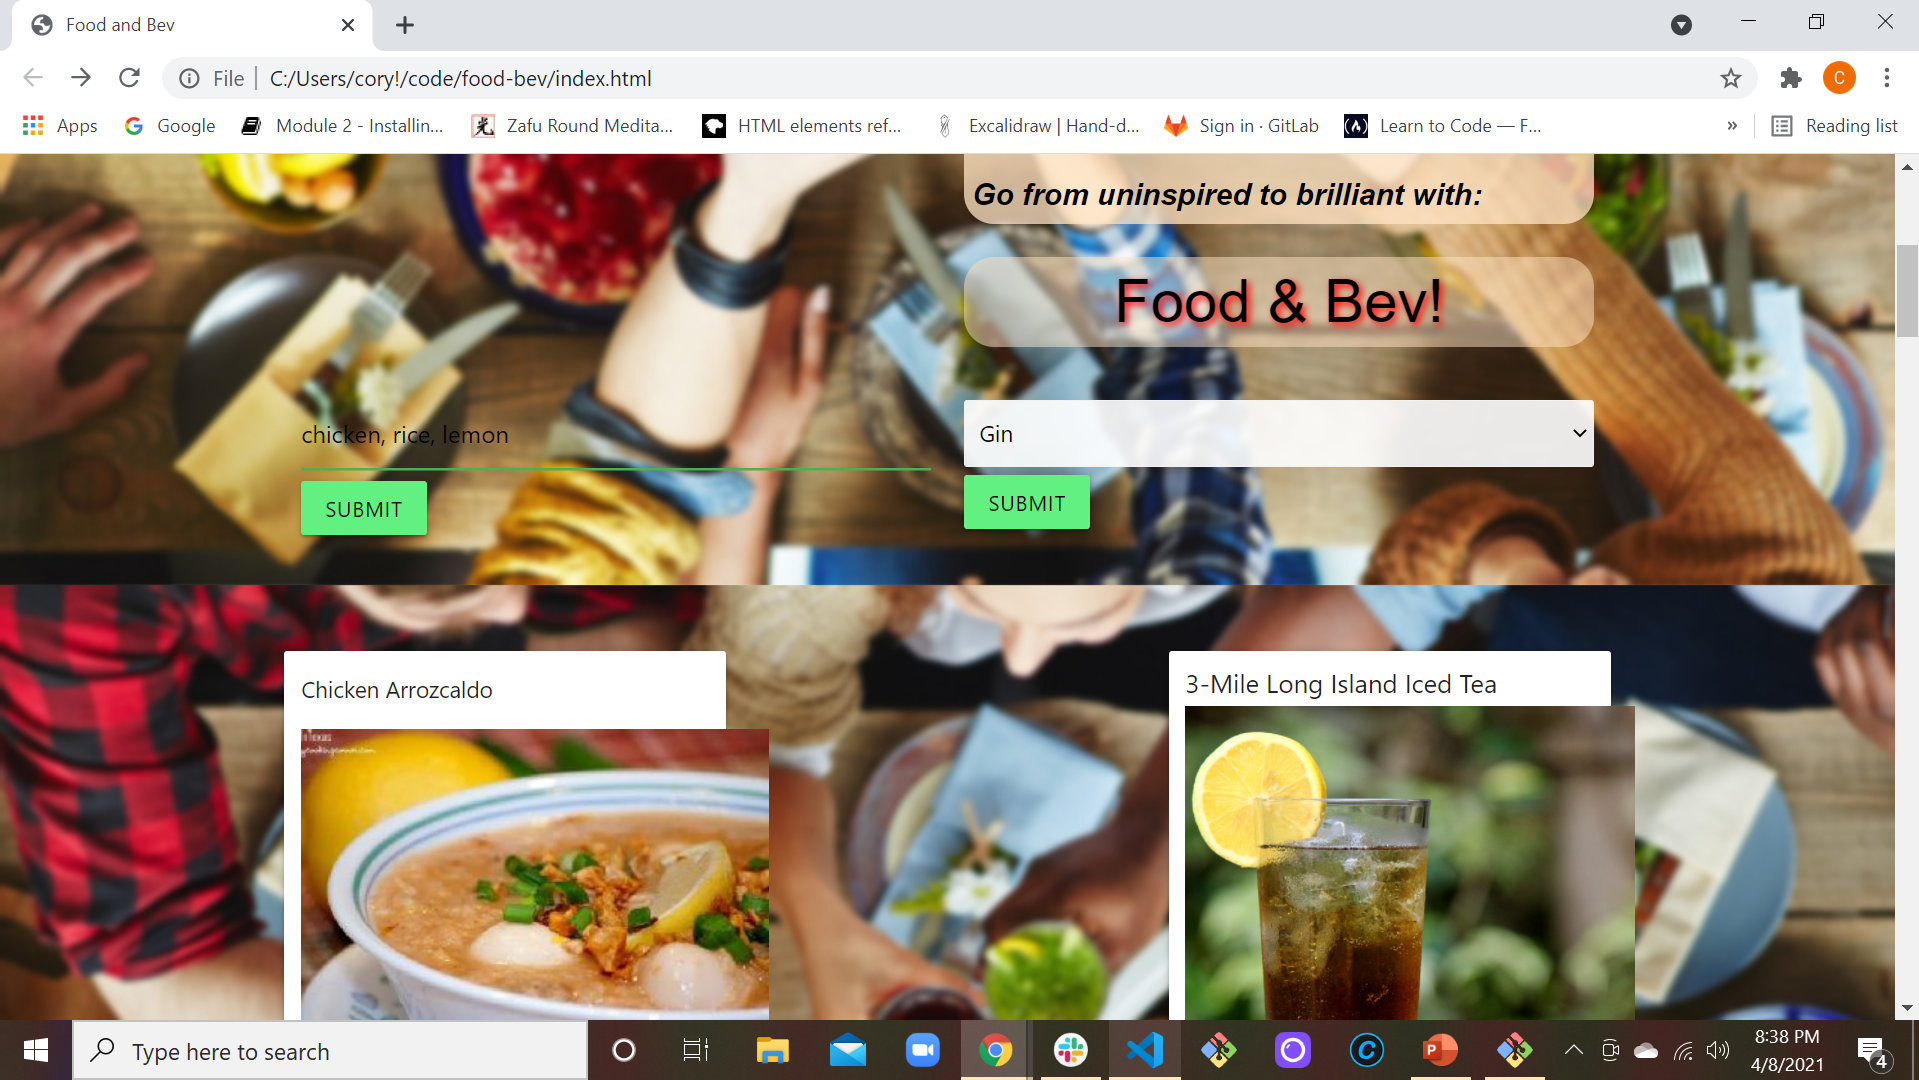 Food and Bev
File
C:/Users/cory!/code/food-bev/index.html
C
Apps
Google
Module 2 - Installin...
Zafu Round Medita...
HTML elements ref...
Excalidraw | Hand-d...
Sign in · GitLab
Learn to Code — F...
»
Reading list
Go from uninspired to brilliant with:
Food & Bev!
chicken, rice, lemon
SUBMIT
Gin
SUBMIT
Chicken Arrozcaldo
3-Mile Long Island Iced Tea
Type here to search
8:38 PM
4/8/2021
4